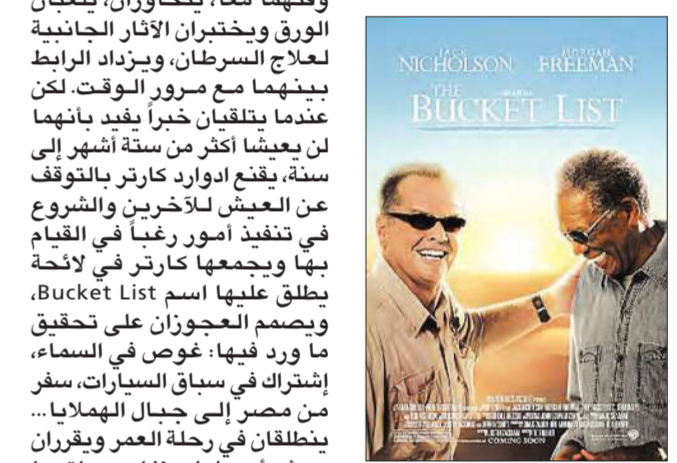 وقتهما معاً، يتحاوران، يلعبان
الورق ويختبران الآثار الجانبية
لعلاج السرطان، ويزداد الرابط
بينهما مع مرور الوقت. لكن
عندما يتلقيان خبراً يفيد بأنهما
لن يعيشا أكثر من ستة أشهر إلى
سنة، يقنع ادوارد كارتر بالتوقف
عن العيش للآخرين والشروع
في تنفيذ أمور رغباً في القيام
بها ويجمعها كارتر في لائحة
يطلق عليها اسم Bucket List،
ويصمم العجوزان على تحقيق
ما ورد فيها: غوص في السماء،
إشتراك في سباق السيارات، سفر
من مصر إلى جبال الهملايا...
ينطلقان في رحلة العمر ويقرران
JACK NICHOLSON
MORGAN FREEMAN
THE
BUCKET LIST
COMING SOON